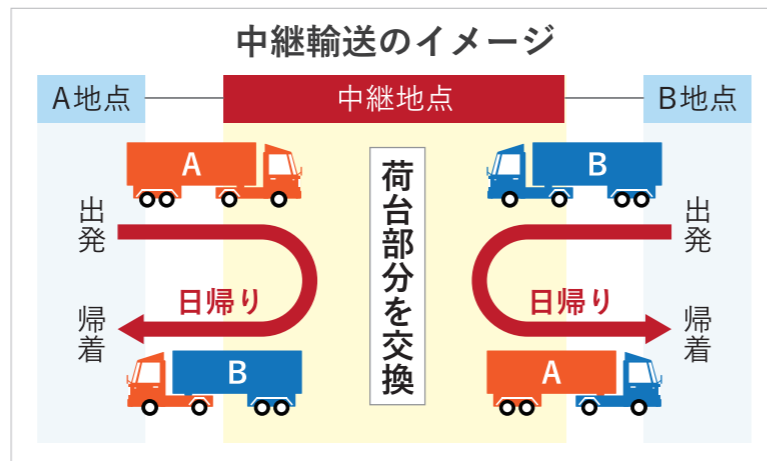 中継輸送のイメージ
A地点
中継地点
B地点
A
B
出発
荷台部分を交換
出発
日帰り
日帰り
帰着
帰着
B
A